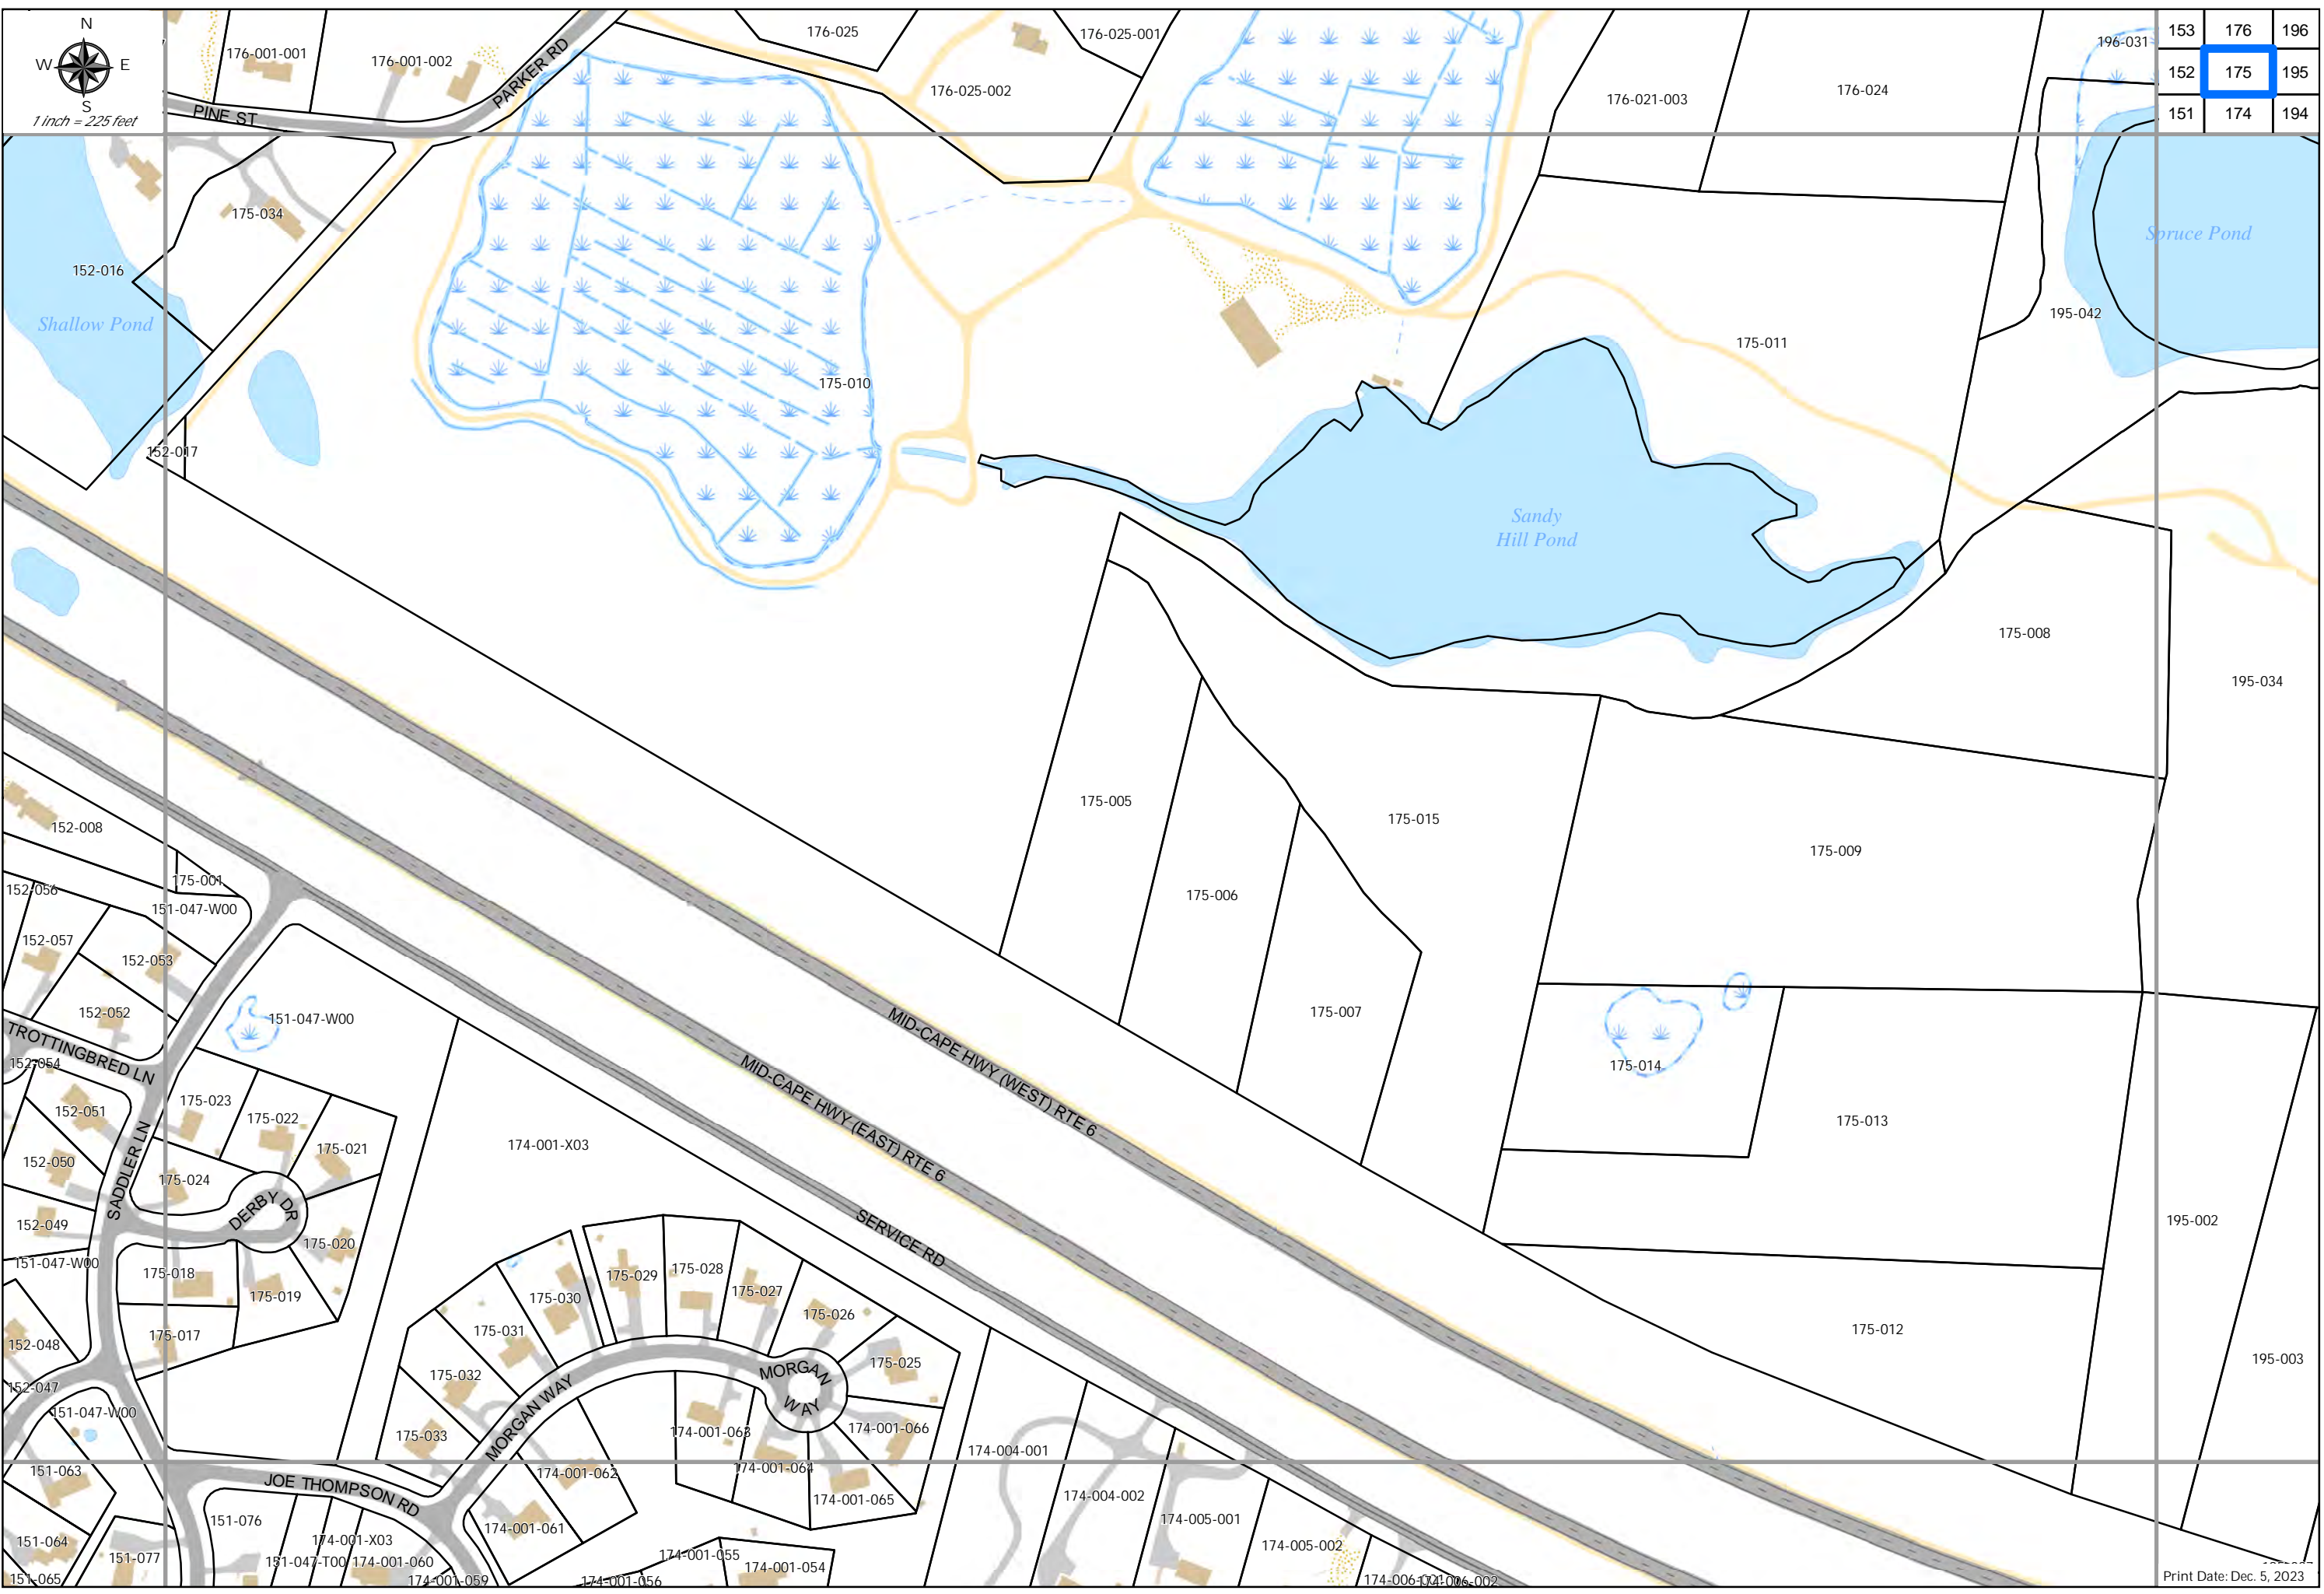 N
W E
S
1 inch = 225 feet
176-001-001
176-001-002
PINE ST
PARKER RD
176-025
176-025-001
176-025-002
176-021-003
176-024
196-031
153 176 196
152 175 195
151 174 194
175-034
152-016
Shallow Pond
152-017
175-010
175-011
195-042
Spruce Pond
Sandy
Hill Pond
175-008
195-034
175-005
175-015
175-009
175-006
175-007
175-014
175-013
195-002
175-012
195-003
152-008
175-001
152-056
151-047-W00
152-057
152-053
152-052
151-047-W00
TROTTINGBRED LN
152-054
152-051
175-023
175-022
175-021
152-050
175-024
SADDLER LN
DERBY DR
152-049
175-020
151-047-W00
175-018
175-019
175-017
152-048
152-047
151-047-W00
174-001-X03
MID-CAPE HWY (WEST) RTE 6
MID-CAPE HWY (EAST) RTE 6
SERVICE RD
175-029
175-028
175-027
175-030
175-026
175-031
175-025
175-032
175-033
MORGAN
WAY
MORGAN WAY
174-001-063
174-001-066
174-001-064
174-001-062
174-001-065
174-001-061
174-004-001
174-004-002
174-005-001
174-005-002
151-063
JOE THOMPSON RD
151-076
174-001-X03
151-064
151-077
151-047-T00
174-001-060
174-001-055
174-001-054
151-065
174-001-059
174-001-056
174-006-001
174-006-002
Print Date: Dec. 5, 2023